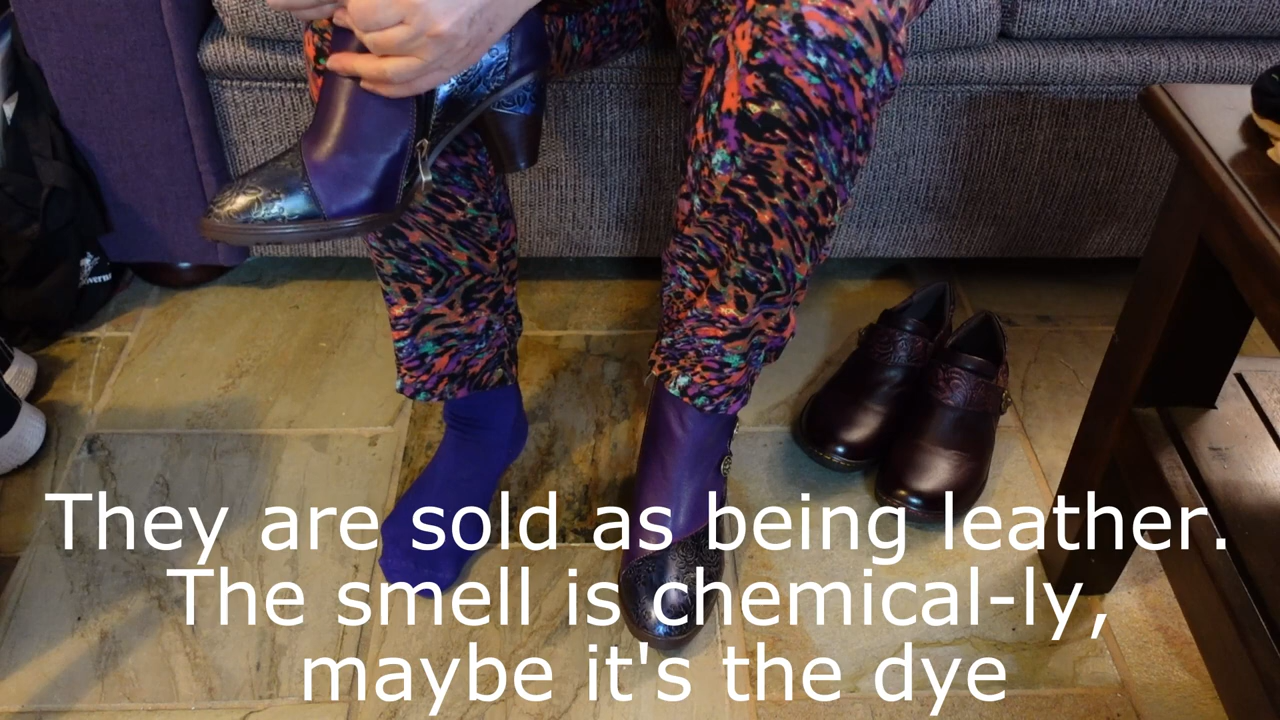 They are sold as being leather.
The smell is chemical-ly,
maybe it's the dye